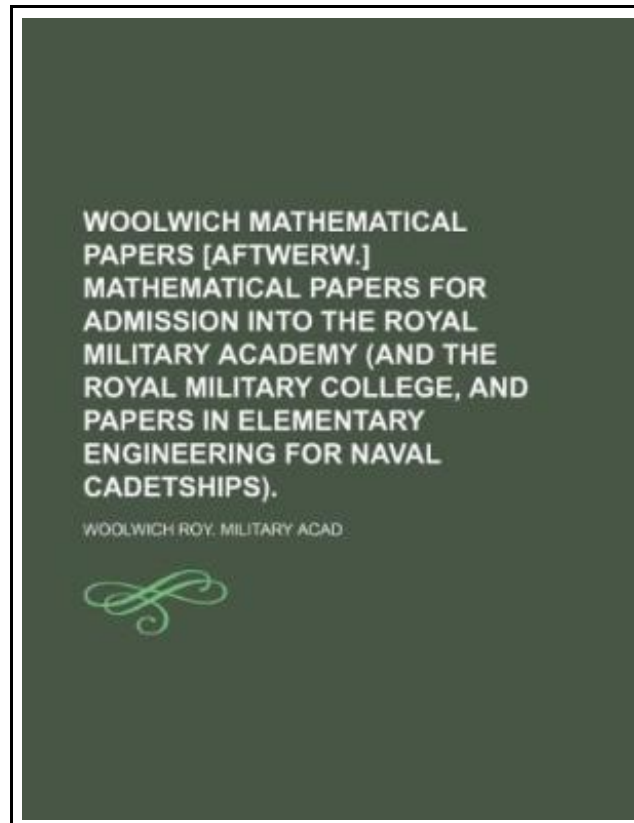 WOOLWICH MATHEMATICAL
PAPERS [AFTWERW.]
MATHEMATICAL PAPERS FOR
ADMISSION INTO THE ROYAL
MILITARY ACADEMY (AND THE
ROYAL MILITARY COLLEGE, AND
PAPERS IN ELEMENTARY
ENGINEERING FOR NAVAL
CADETSHIPS).
WOOLWICH ROY. MILITARY ACAD